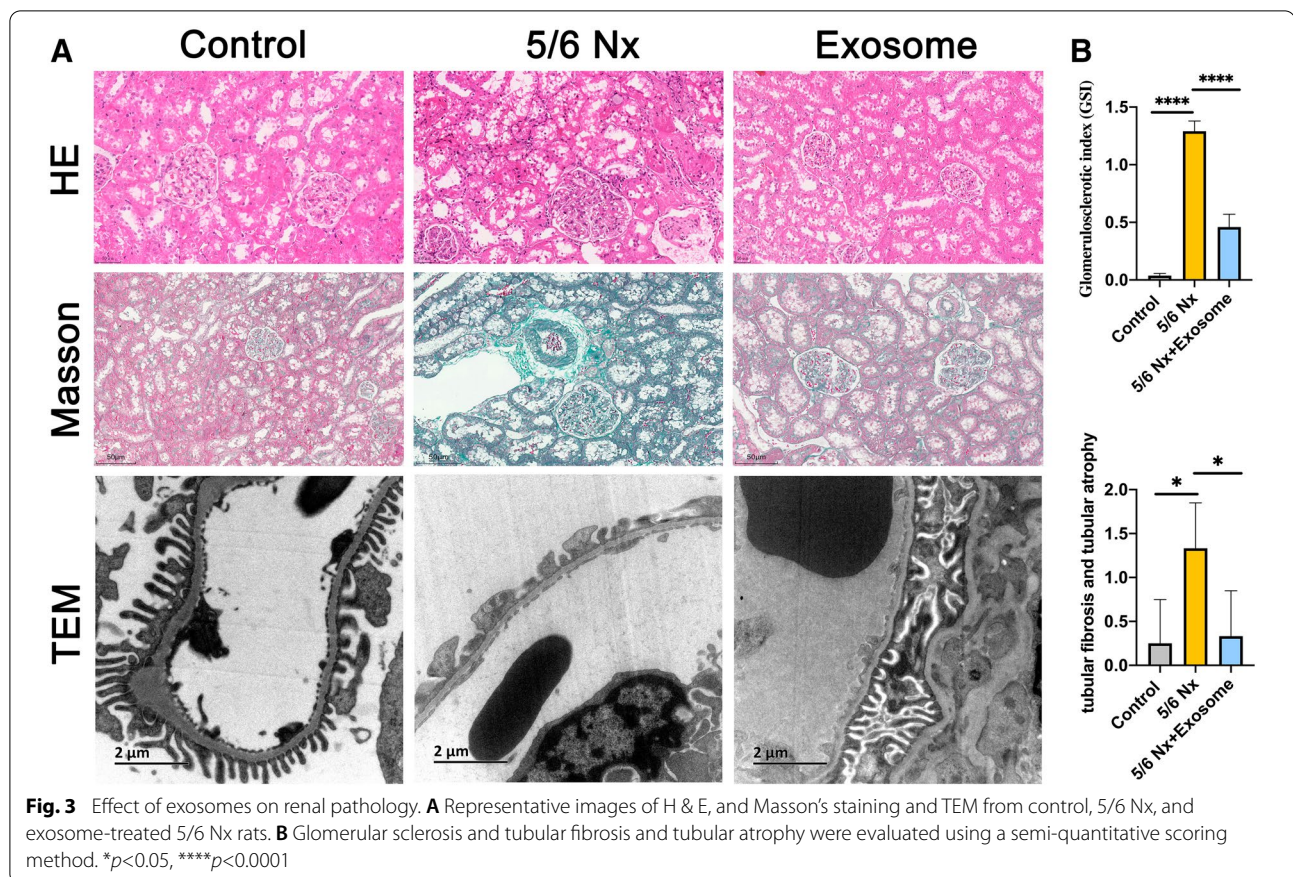 A
Control
5/6 Nx
Exosome
HE
Masson
50μm
50μm
50μm
TEM
2 μm
2 μm
2 μm
B
Glomerulosclerotic index (GSI)
****
****
1.5
1.0
0.5
0.0
Control
5/6 Nx
5/6 Nx+Exosome
tubular fibrosis and tubular atrophy
*
*
2.0
1.5
1.0
0.5
0.0
Control
5/6 Nx
5/6 Nx+Exosome
Fig. 3 Effect of exosomes on renal pathology. A Representative images of H & E, and Masson’s staining and TEM from control, 5/6 Nx, and
exosome-treated 5/6 Nx rats. B Glomerular sclerosis and tubular fibrosis and tubular atrophy were evaluated using a semi-quantitative scoring
method. *p<0.05, ****p<0.0001